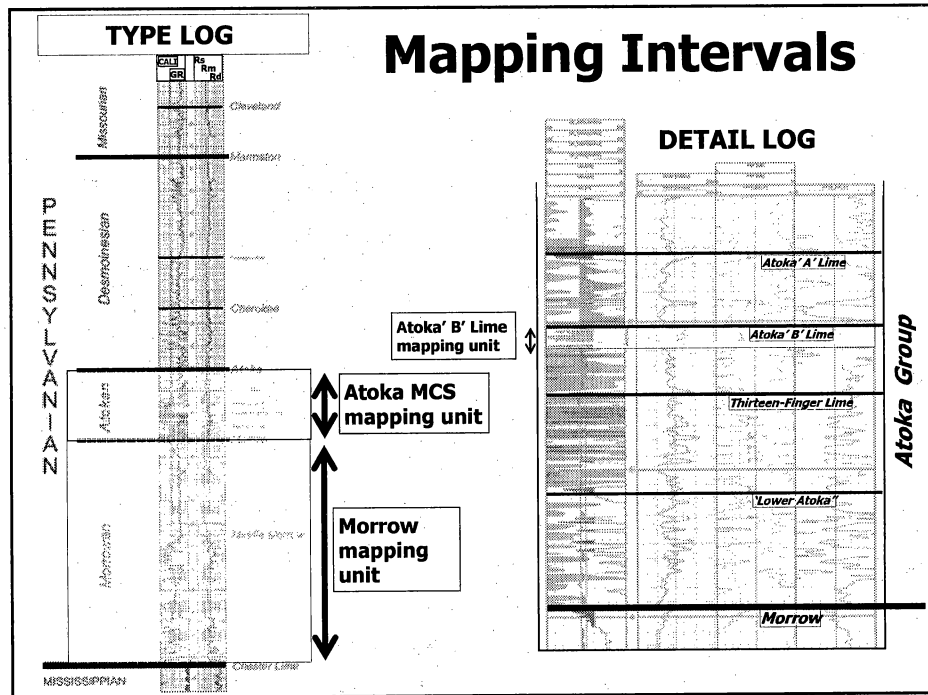 TYPE LOG
Mapping Intervals
CALI
GR
Rs
Rm
Rd
Missourian
Cleveland
Marmaton
DETAIL LOG
PENNSYLVANIAN
Desmoinesian
Cherokee
Atoka' A' Lime
Atoka' B' Lime
mapping unit
Atoka' B' Lime
Atoka
Atokan
Atoka MCS
mapping unit
Thirteen-Finger Lime
Atoka Group
'Lower Atoka"
Morrowan
Morrow
mapping
unit
Morrow
Chester Lime
MISSISSIPPIAN